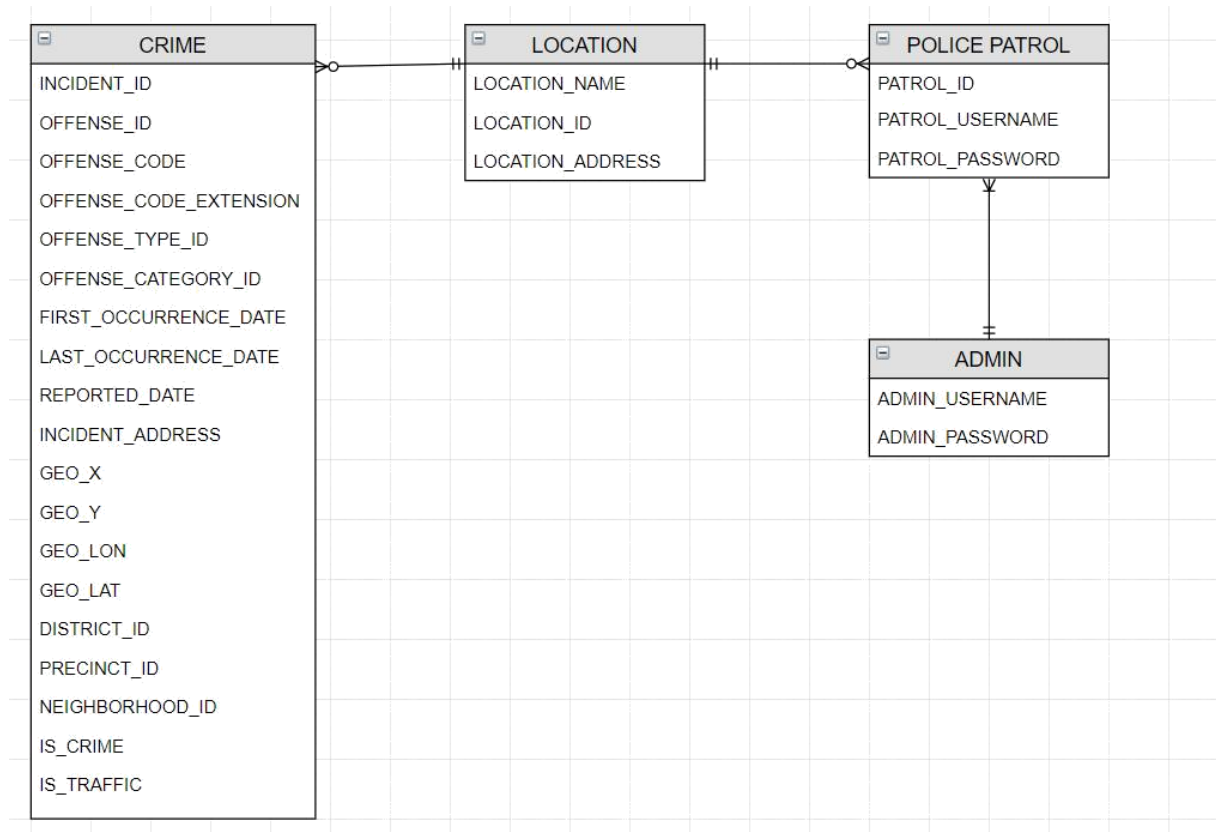 CRIME
INCIDENT_ID
OFFENSE_ID
OFFENSE_CODE
OFFENSE_CODE_EXTENSION
OFFENSE_TYPE_ID
OFFENSE_CATEGORY_ID
FIRST_OCCURRENCE_DATE
LAST_OCCURRENCE_DATE
REPORTED_DATE
INCIDENT_ADDRESS
GEO_X
GEO_Y
GEO_LON
GEO_LAT
DISTRICT_ID
PRECINCT_ID
NEIGHBORHOOD_ID
IS_CRIME
IS_TRAFFIC
LOCATION
LOCATION_NAME
LOCATION_ID
LOCATION_ADDRESS
POLICE PATROL
PATROL_ID
PATROL_USERNAME
PATROL_PASSWORD
ADMIN
ADMIN_USERNAME
ADMIN_PASSWORD